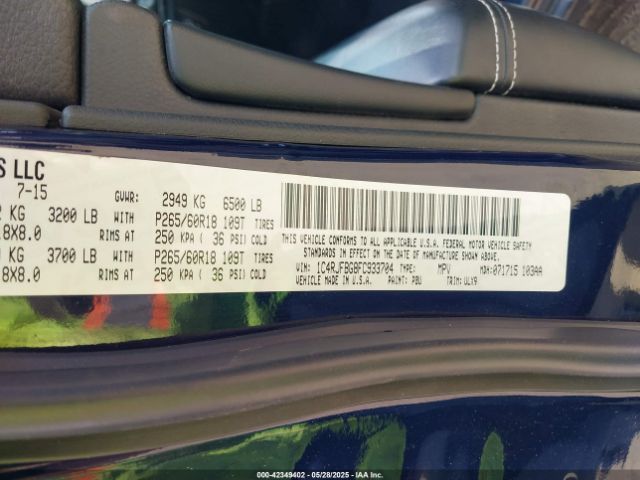 S LLC
7-15 GVWR: 2949 KG 6500 LB
KG 3200 LB WITH P265/60R18 109T TIRES
8X8.0 RIMS AT 250 KPA ( 36 PSI) COLD
KG 3700 LB WITH P265/60R18 109T TIRES
8X8.0 RIMS AT 250 KPA ( 36 PSI) COLD
THIS VEHICLE CONFORMS TO ALL APPLICABLE U.S.A. FEDERAL MOTOR VEHICLE SAFETY
STANDARDS IN EFFECT ON THE DATE OF MANUFACTURE SHOWN ABOVE.
VIN: 1C4RJFBGBFC933704 TYPE: MPV MDH:071715 103AA
VEHICLE MADE IN U.S.A. PAINT: PBU TRIM: VLX9
000-42349402 - 05/28/2025 - IAA Inc.